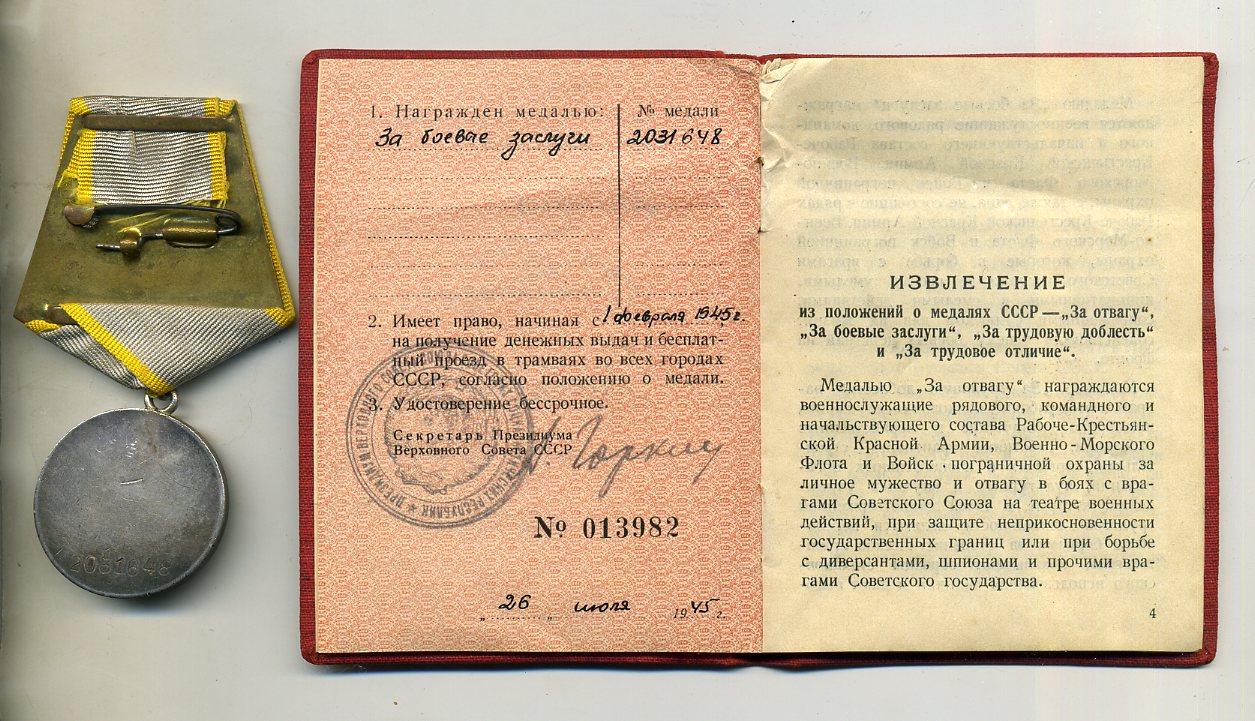 2031648
1. Награжден медалью:
№ медали
За боевые заслуги
2031648
2. Имеет право, начиная с 1 февраля 1945г.
на получение денежных выдач и бесплат-
ный проезд в трамваях во всех городах
СССР, согласно положению о медали.
3. Удостоверение бессрочное.
Секретарь Президиума
Верховного Совета СССР
А. Горкин
№ 013982
„26„ июля 1945 г.
ИЗВЛЕЧЕНИЕ
из положений о медалях СССР—„За отвагу“,
„За боевые заслуги“, „За трудовую доблесть“
и „За трудовое отличие“.
Медалью „За отвагу“ награждаются
военнослужащие рядового, командного и
начальствующего состава Рабоче-Крестьян-
ской Красной Армии, Военно-Морского
Флота и Войск пограничной охраны за
личное мужество и отвагу в боях с вра-
гами Советского Союза на театре военных
действий, при защите неприкосновенности
государственных границ или при борьбе
с диверсантами, шпионами и прочими вра-
гами Советского государства.
4